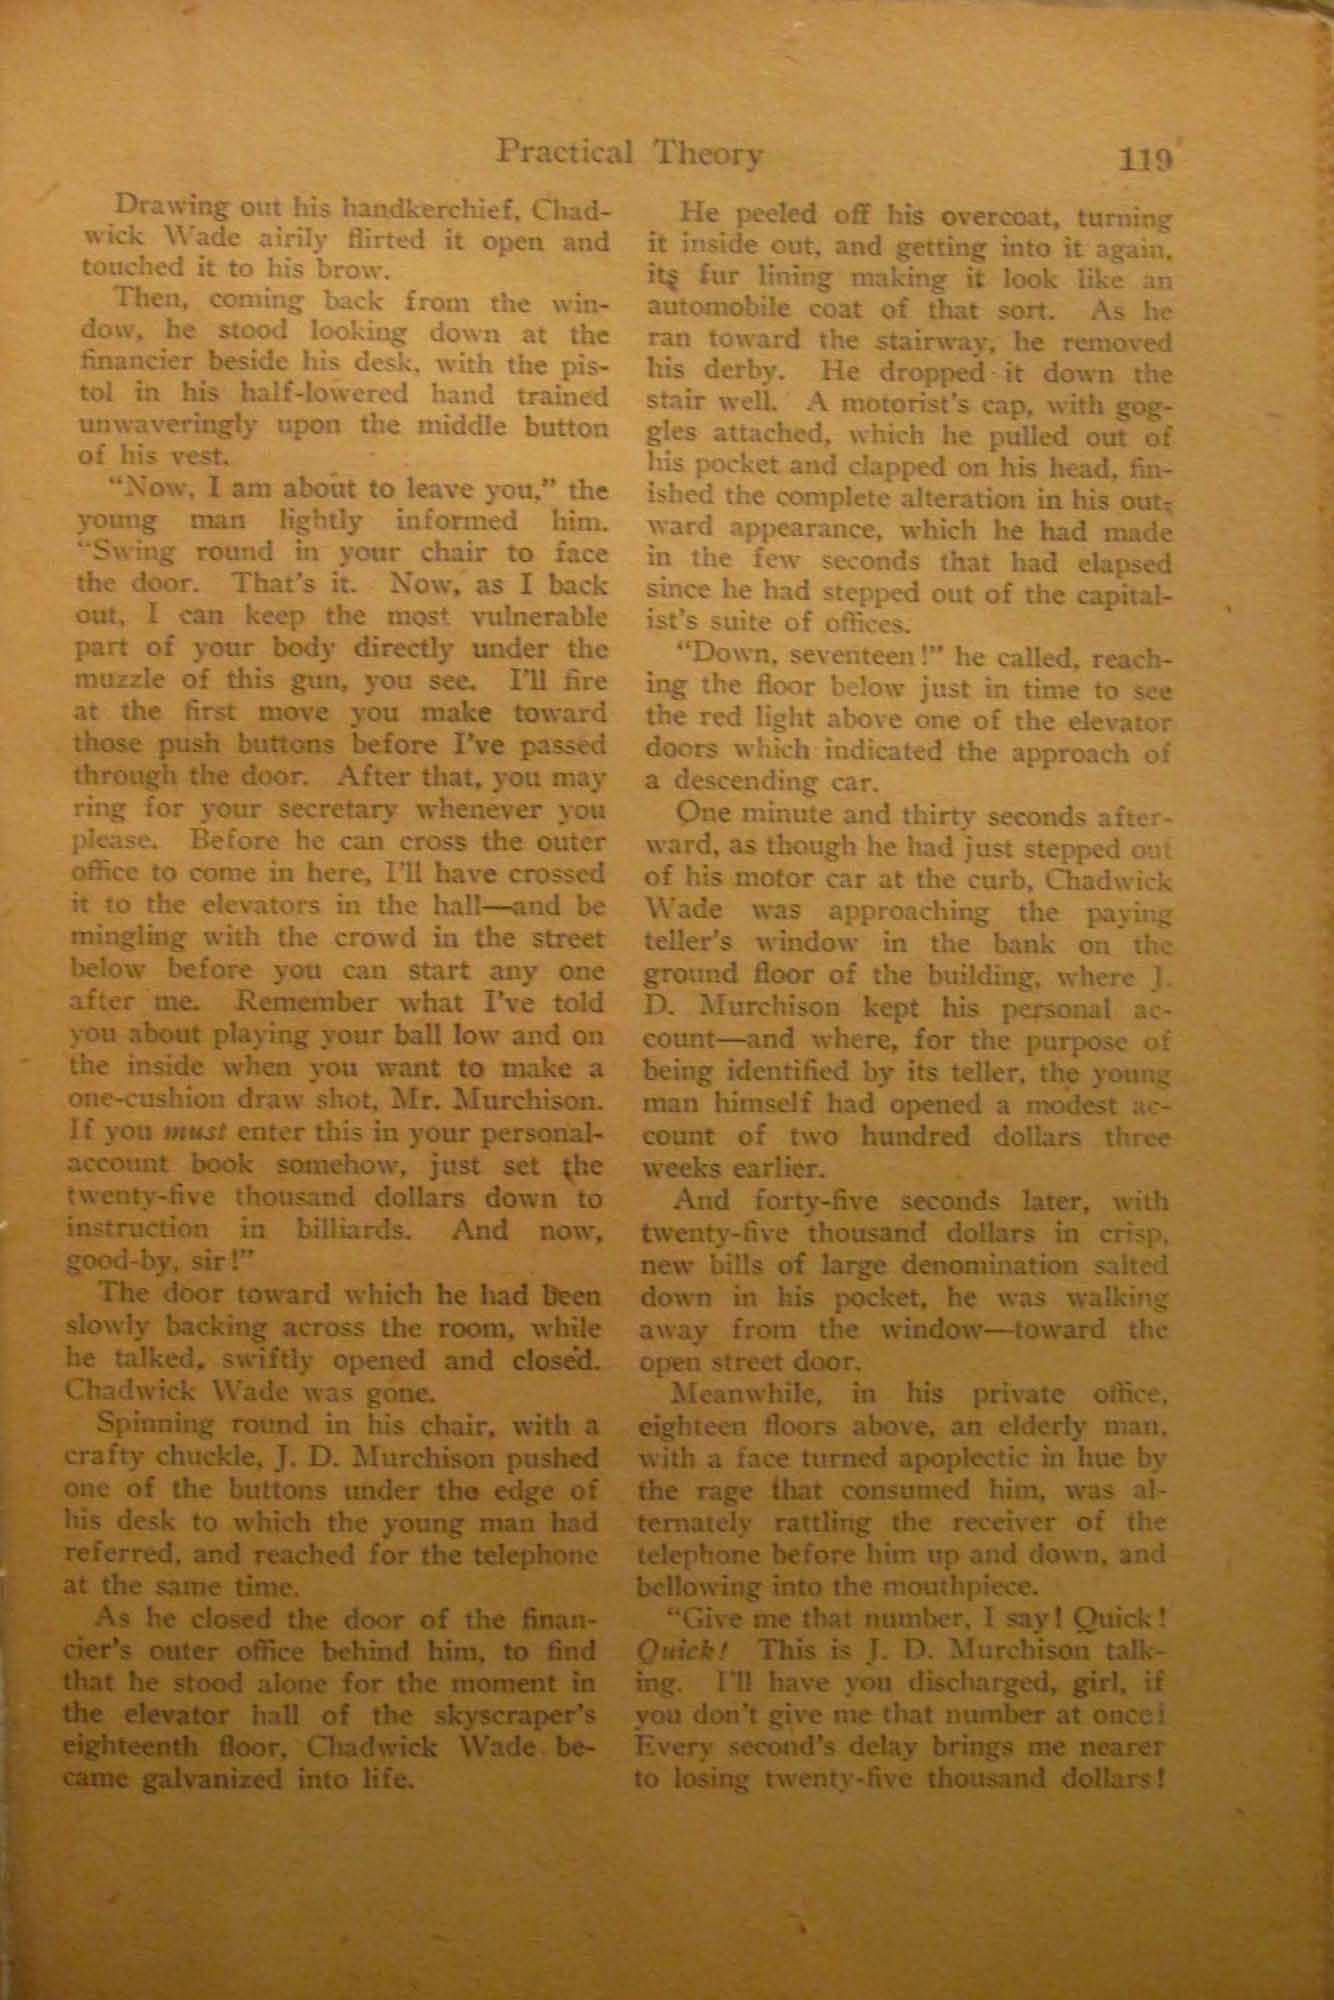 Practical Theory
119
Drawing out his handkerchief, Chad-
wick Wade airily flirted it open and
touched it to his brow.
Then, coming back from the win-
dow, he stood looking down at the
financier beside his desk, with the pis-
tol in his half-lowered hand trained
unwaveringly upon the middle button
of his vest.
"Now, I am about to leave you," the
young man lightly informed him.
"Swing round in your chair to face
the door. That's it. Now, as I back
out, I can keep the most vulnerable
part of your body directly under the
muzzle of this gun, you see. I'll fire
at the first move you make toward
those push buttons before I've passed
through the door. After that, you may
ring for your secretary whenever you
please. Before he can cross the outer
office to come in here, I'll have crossed
it to the elevators in the hall—and be
mingling with the crowd in the street
below before you can start any one
after me. Remember what I've told
you about playing your ball low and on
the inside when you want to make a
one-cushion draw shot, Mr. Murchison.
If you must enter this in your personal-
account book somehow, just set the
twenty-five thousand dollars down to
instruction in billiards. And now,
good-by, sir!"
The door toward which he had been
slowly backing across the room, while
he talked, swiftly opened and closed.
Chadwick Wade was gone.
Spinning round in his chair, with a
crafty chuckle, J. D. Murchison pushed
one of the buttons under the edge of
his desk to which the young man had
referred, and reached for the telephone
at the same time.
As he closed the door of the finan-
cier's outer office behind him, to find
that he stood alone for the moment in
the elevator hall of the skyscraper's
eighteenth floor, Chadwick Wade be-
came galvanized into life.
He peeled off his overcoat, turning
it inside out, and getting into it again,
its fur lining making it look like an
automobile coat of that sort. As he
ran toward the stairway, he removed
his derby. He dropped it down the
stair well. A motorist's cap, with gog-
gles attached, which he pulled out of
his pocket and clapped on his head, fin-
ished the complete alteration in his out-
ward appearance, which he had made
in the few seconds that had elapsed
since he had stepped out of the capital-
ist's suite of offices.
"Down, seventeen!" he called, reach-
ing the floor below just in time to see
the red light above one of the elevator
doors which indicated the approach of
a descending car.
One minute and thirty seconds after-
ward, as though he had just stepped out
of his motor car at the curb, Chadwick
Wade was approaching the paying
teller's window in the bank on the
ground floor of the building, where J.
D. Murchison kept his personal ac-
count—and where, for the purpose of
being identified by its teller, the young
man himself had opened a modest ac-
count of two hundred dollars three
weeks earlier.
And forty-five seconds later, with
twenty-five thousand dollars in crisp,
new bills of large denomination salted
down in his pocket, he was walking
away from the window—toward the
open street door.
Meanwhile, in his private office,
eighteen floors above, an elderly man,
with a face turned apoplectic in hue by
the rage that consumed him, was al-
ternately rattling the receiver of the
telephone before him up and down, and
bellowing into the mouthpiece.
"Give me that number, I say! Quick!
Quick! This is J. D. Murchison talk-
ing. I'll have you discharged, girl, if
you don't give me that number at once!
Every second's delay brings me nearer
to losing twenty-five thousand dollars!